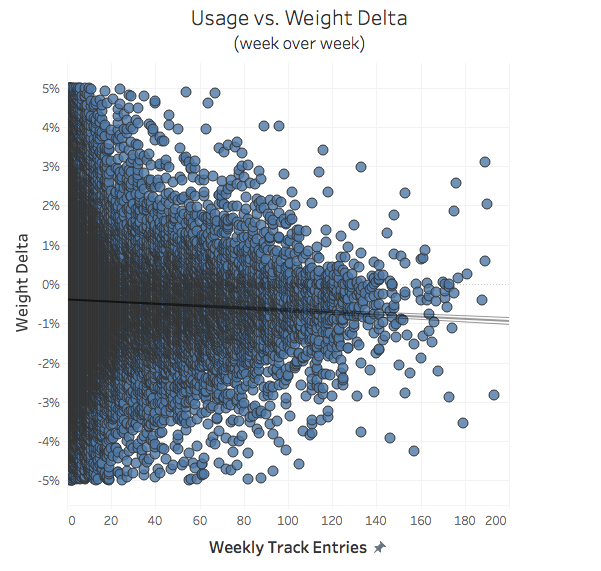 Usage vs. Weight Delta
(week over week)
5%
4%
3%
2%
1%
0%
-1%
-2%
-3%
-4%
-5%
Weight Delta
0 20 40 60 80 100 120 140 160 180 200
Weekly Track Entries